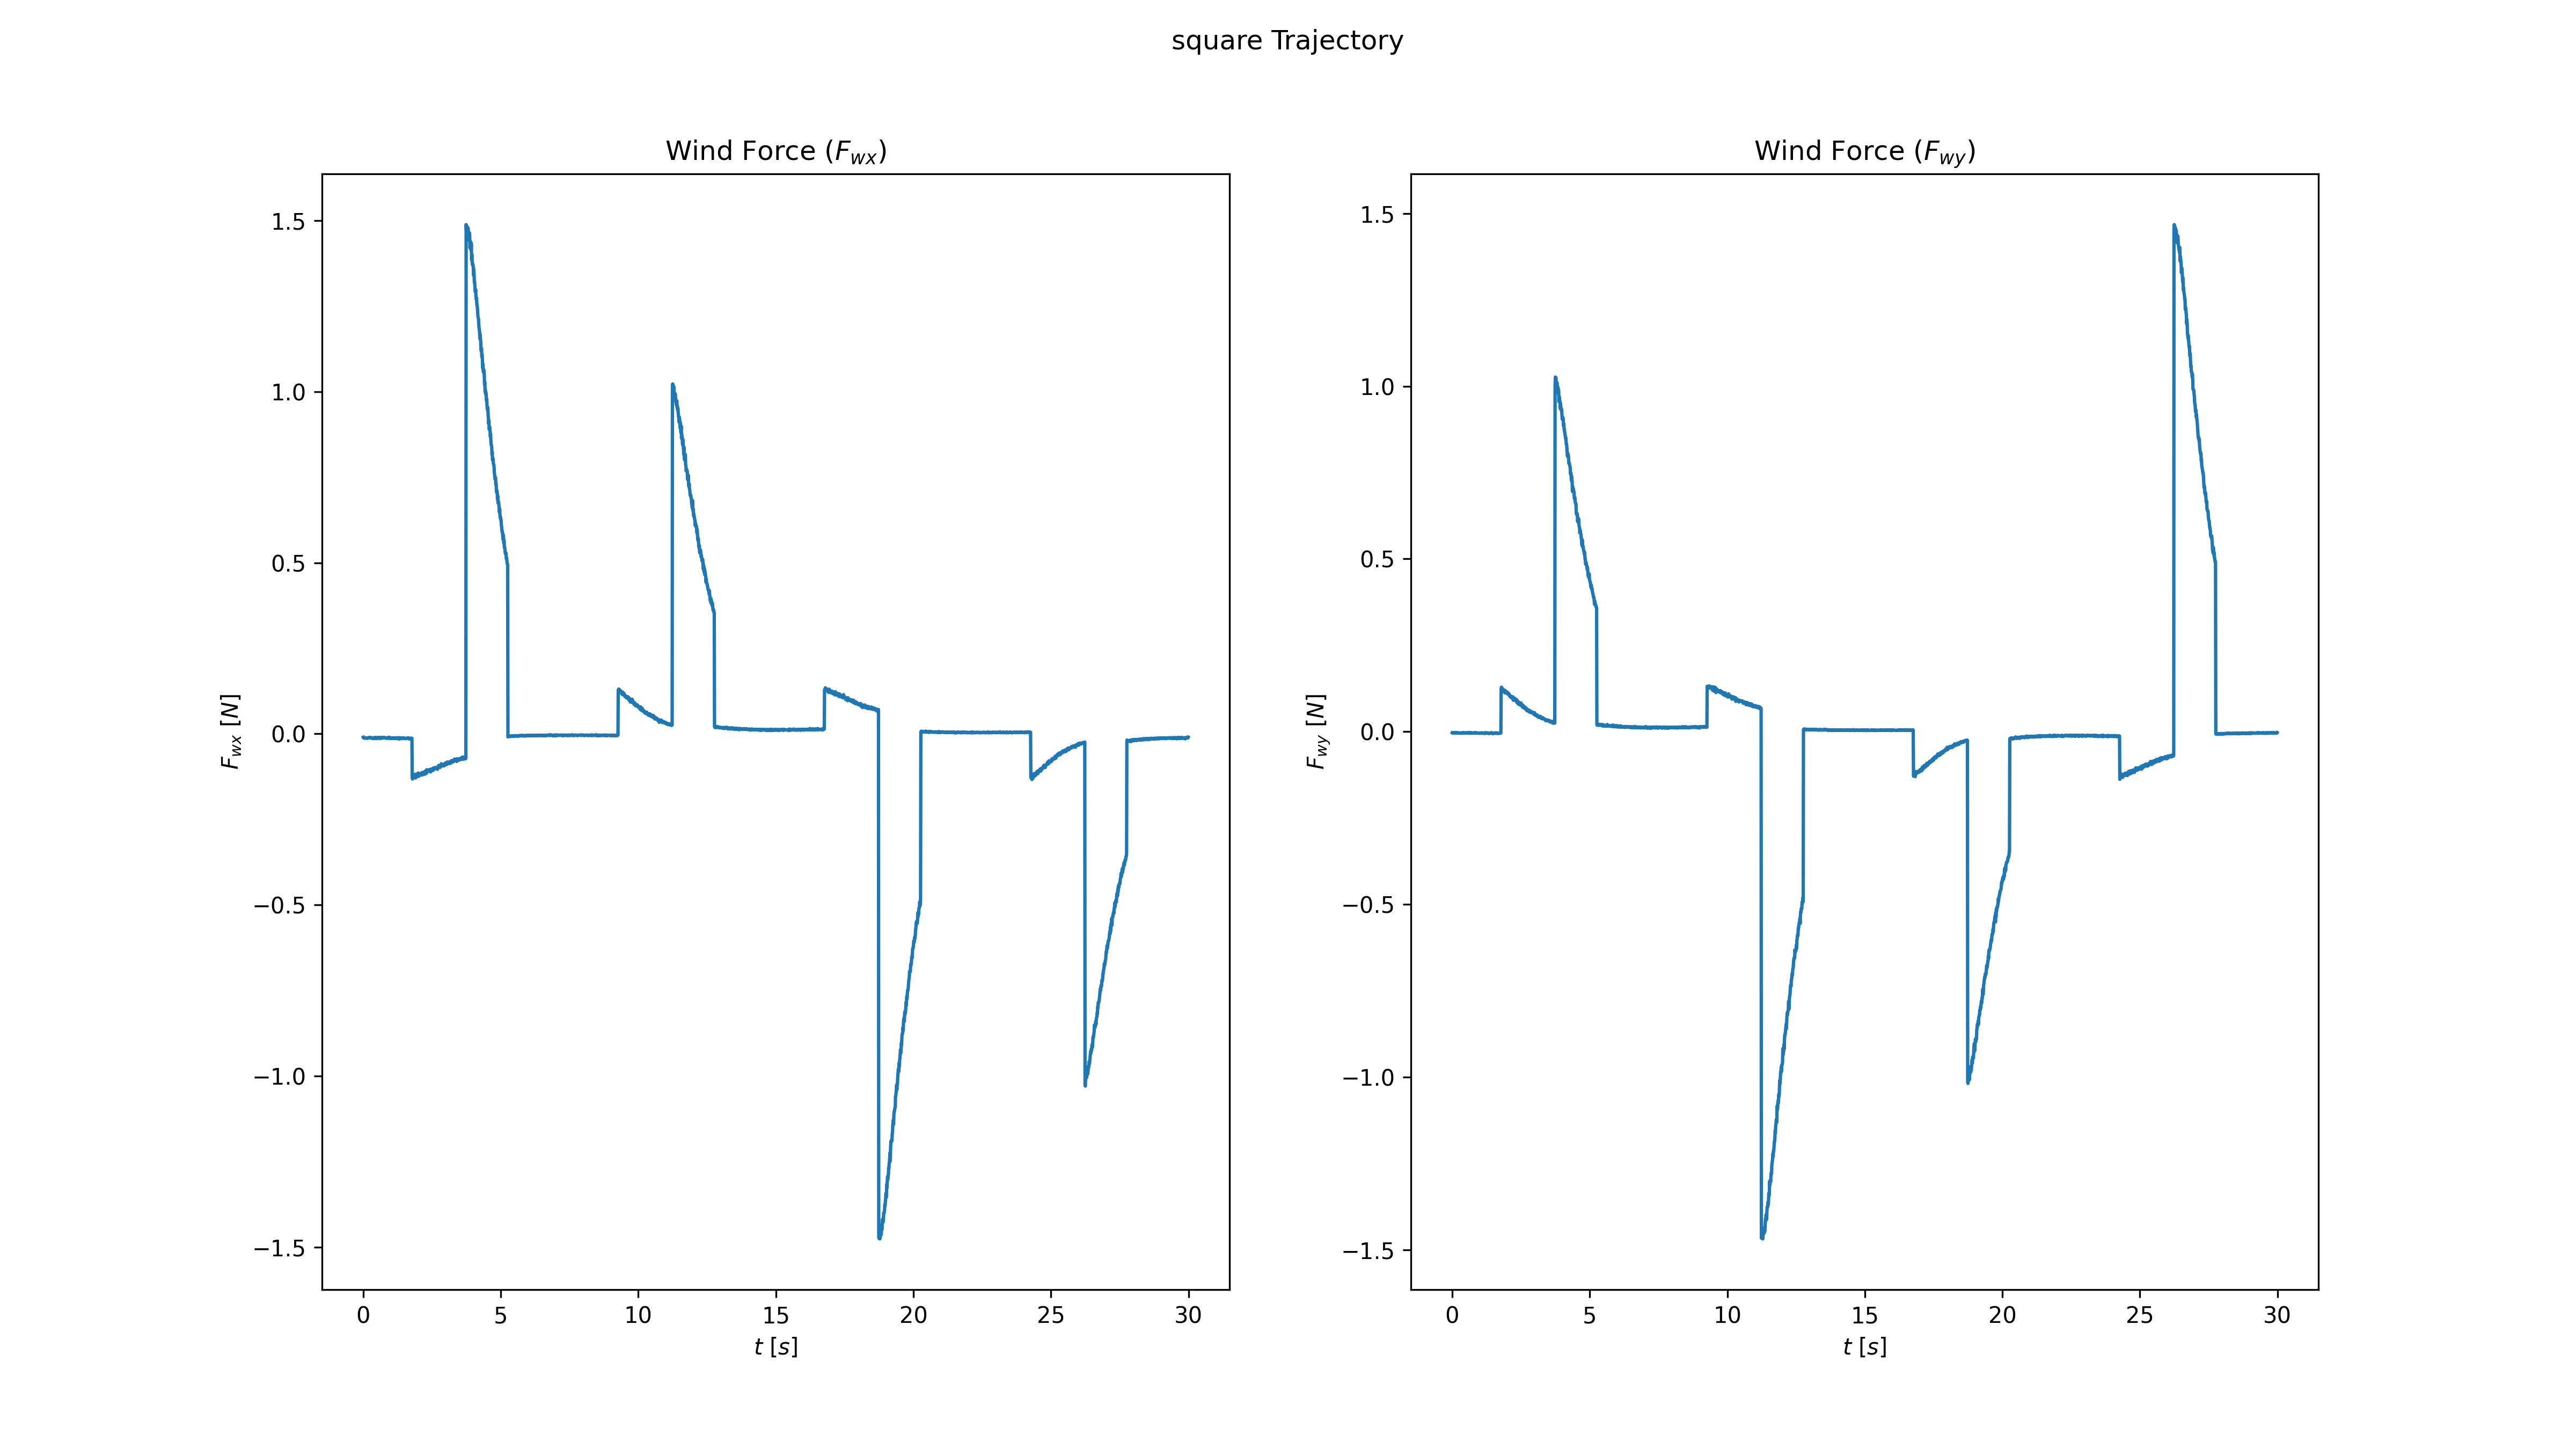 square Trajectory
Wind Force (F_wx)
1.5
1.0
0.5
0.0
−0.5
−1.0
−1.5
F_wx [N]
0 5 10 15 20 25 30
t [s]
Wind Force (F_wy)
1.5
1.0
0.5
0.0
−0.5
−1.0
−1.5
F_wy [N]
0 5 10 15 20 25 30
t [s]